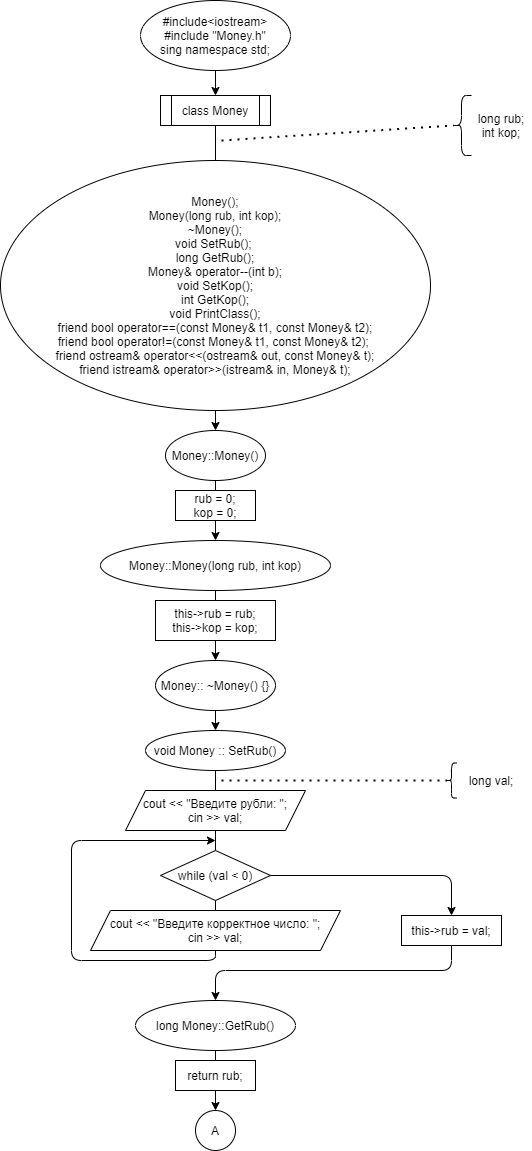 #include<iostream>
#include "Money.h"
sing namespace std;
class Money
long rub;
int kop;
Money();
Money(long rub, int kop);
~Money();
void SetRub();
long GetRub();
Money& operator--(int b);
void SetKop();
int GetKop();
void PrintClass();
friend bool operator==(const Money& t1, const Money& t2);
friend bool operator!=(const Money& t1, const Money& t2);
friend ostream& operator<<(ostream& out, const Money& t);
friend istream& operator>>(istream& in, Money& t);
Money::Money()
rub = 0;
kop = 0;
Money::Money(long rub, int kop)
this->rub = rub;
this->kop = kop;
Money:: ~Money() {}
void Money :: SetRub()
long val;
cout << "Введите рубли: ";
cin >> val;
while (val < 0)
cout << "Введите корректное число: ";
cin >> val;
this->rub = val;
long Money::GetRub()
return rub;
A